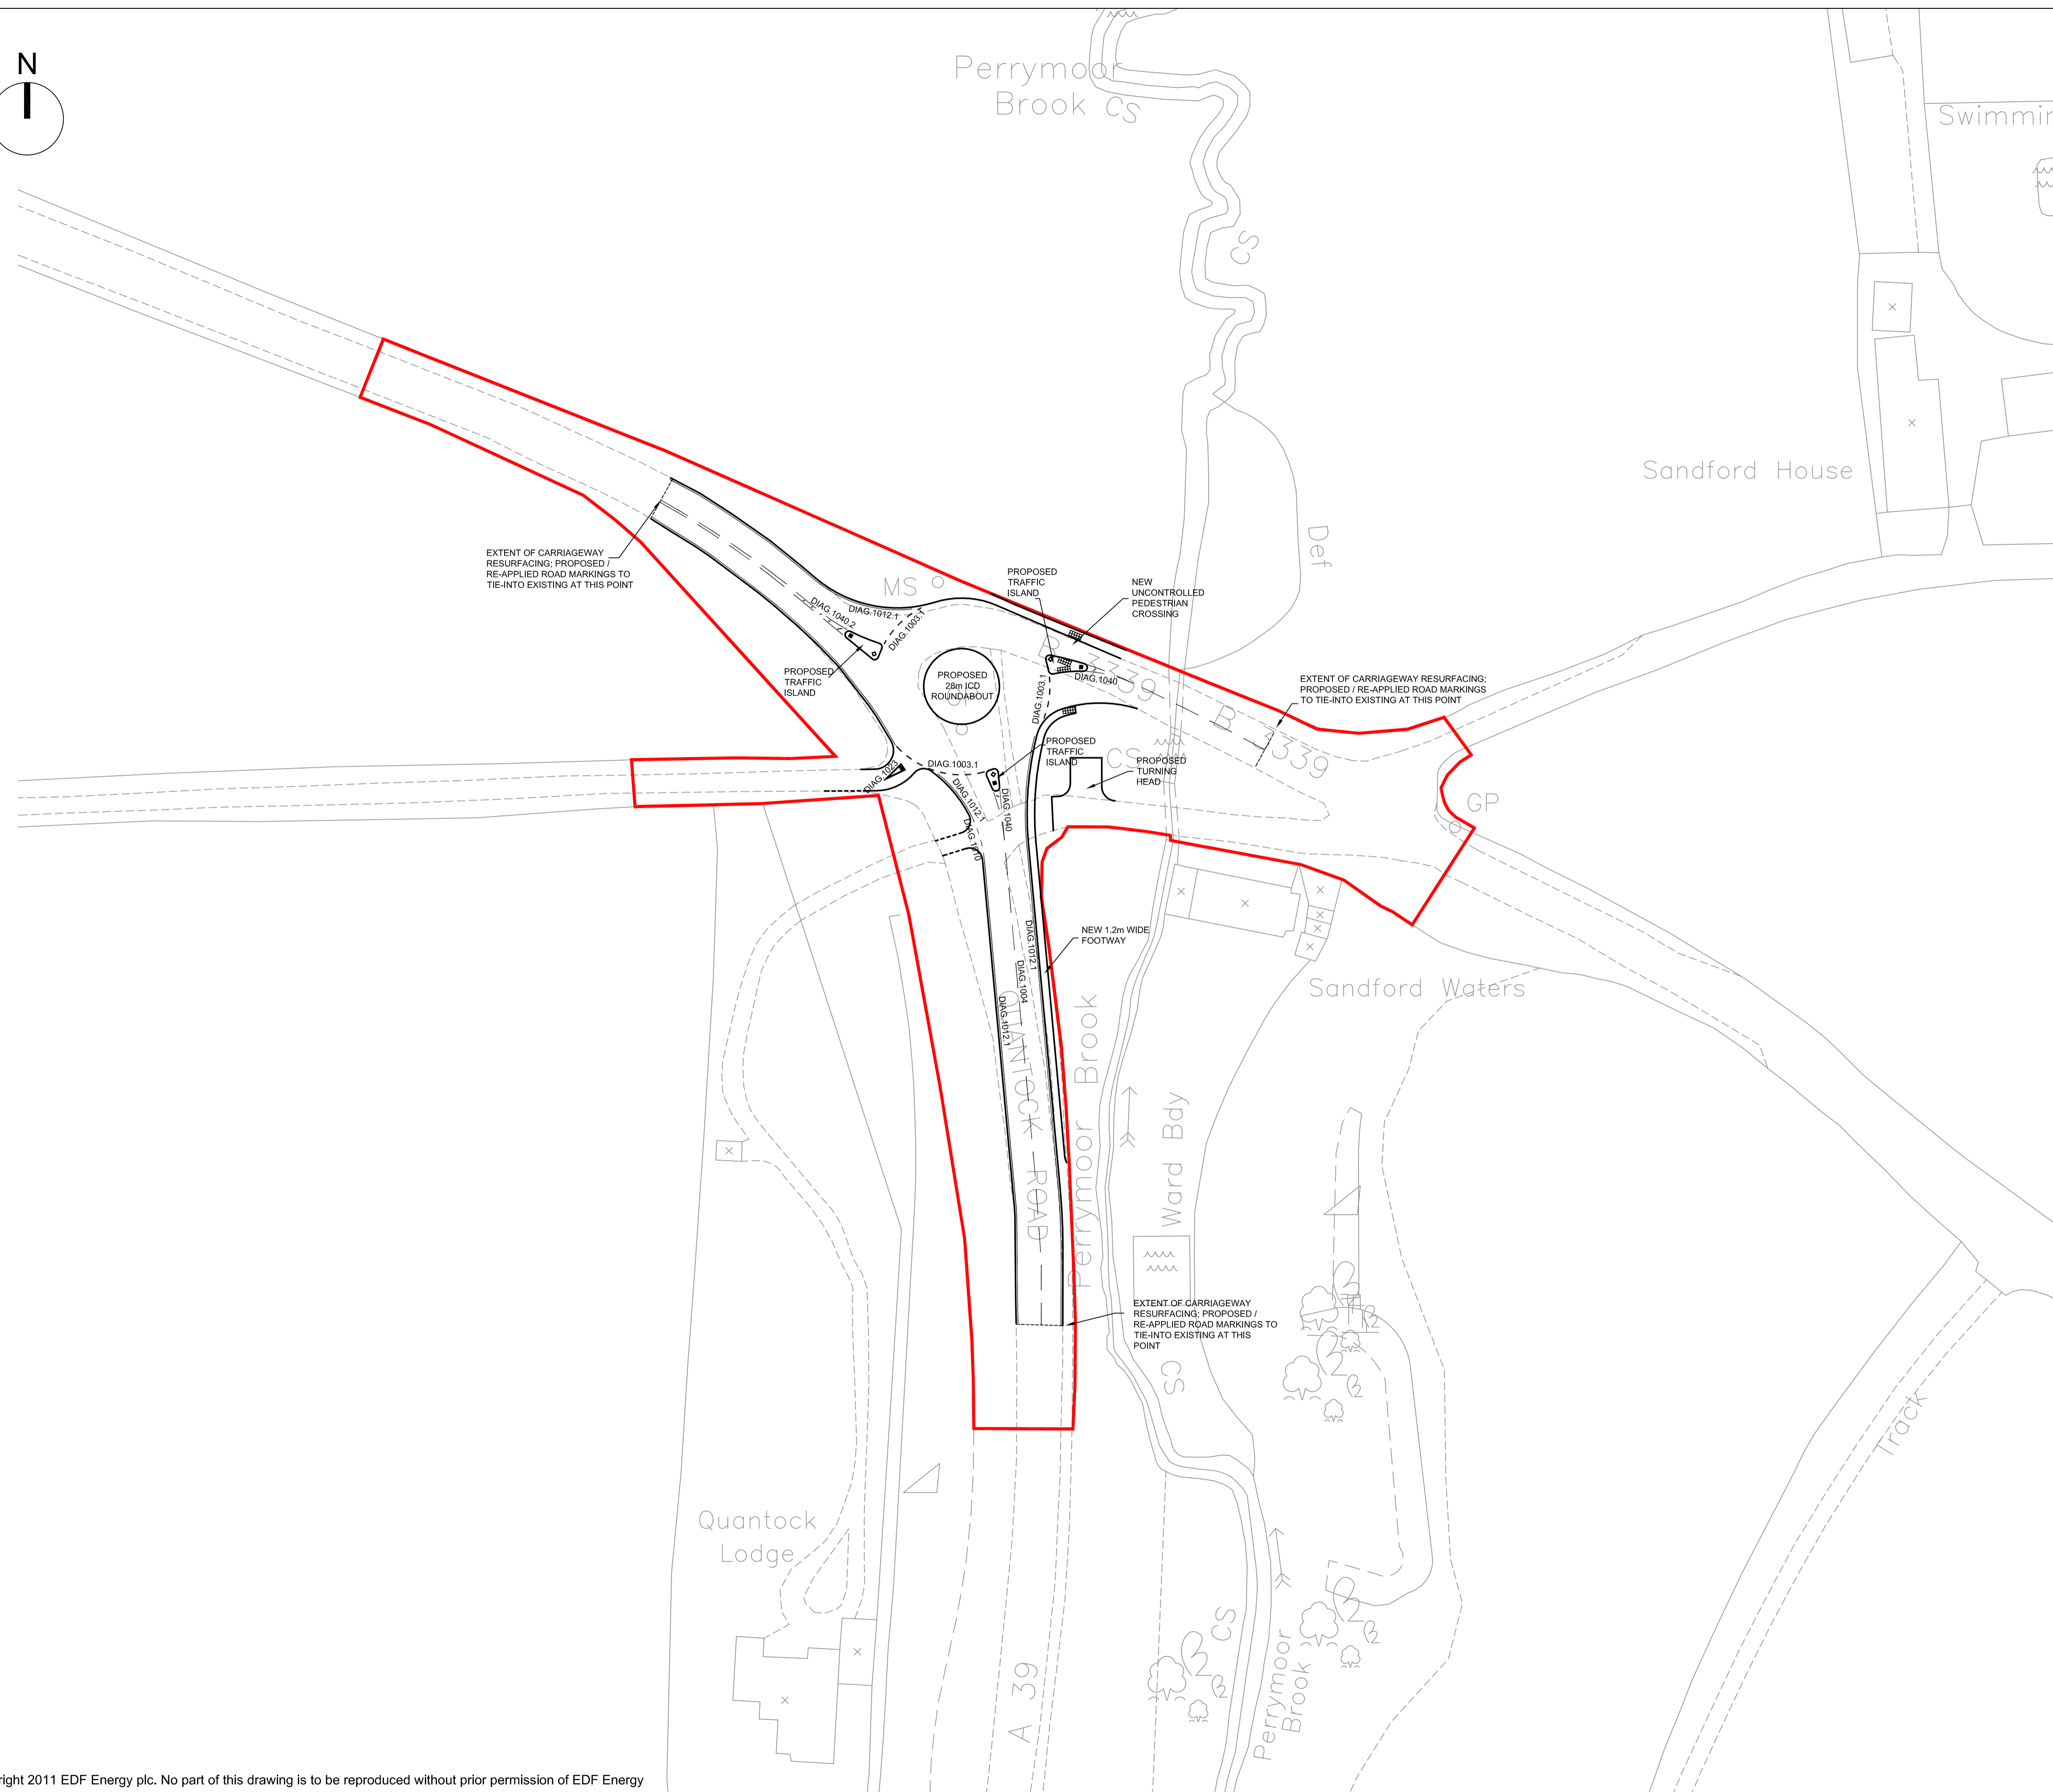 N
Perrymoor
Brook
CS
Swimmin
CS
Sandford House
Def
EXTENT OF CARRIAGEWAY
RESURFACING; PROPOSED /
RE-APPLIED ROAD MARKINGS TO
TIE-INTO EXISTING AT THIS POINT
MS
PROPOSED
TRAFFIC
ISLAND
NEW
UNCONTROLLED
PEDESTRIAN
CROSSING
DIAG.1040.2
DIAG.1012.1
DIAG.1003.1
PROPOSED
TRAFFIC
ISLAND
PROPOSED
28m ICD
ROUNDABOUT
B 3339
DIAG.1040
DIAG.1003.1
B 3339
EXTENT OF CARRIAGEWAY RESURFACING;
PROPOSED / RE-APPLIED ROAD MARKINGS
TO TIE-INTO EXISTING AT THIS POINT
PROPOSED
TRAFFIC
ISLAND
CS
PROPOSED
TURNING
HEAD
DIAG.1023
DIAG.1003.1
DIAG.1012.1
DIAG.1040
DIAG.1010
GP
NEW 1.2m WIDE
FOOTWAY
DIAG.1012.1
DIAG.1004
DIAG.1012.1
QUANTOCK ROAD
Perrymoor Brook
Ward Bay
Sandford Waters
EXTENT OF CARRIAGEWAY
RESURFACING; PROPOSED /
RE-APPLIED ROAD MARKINGS TO
TIE-INTO EXISTING AT THIS
POINT
CS
Track
Quantock
Lodge
A 39
CS
Perrymoor
Brook
right 2011 EDF Energy plc. No part of this drawing is to be reproduced without prior permission of EDF Energy